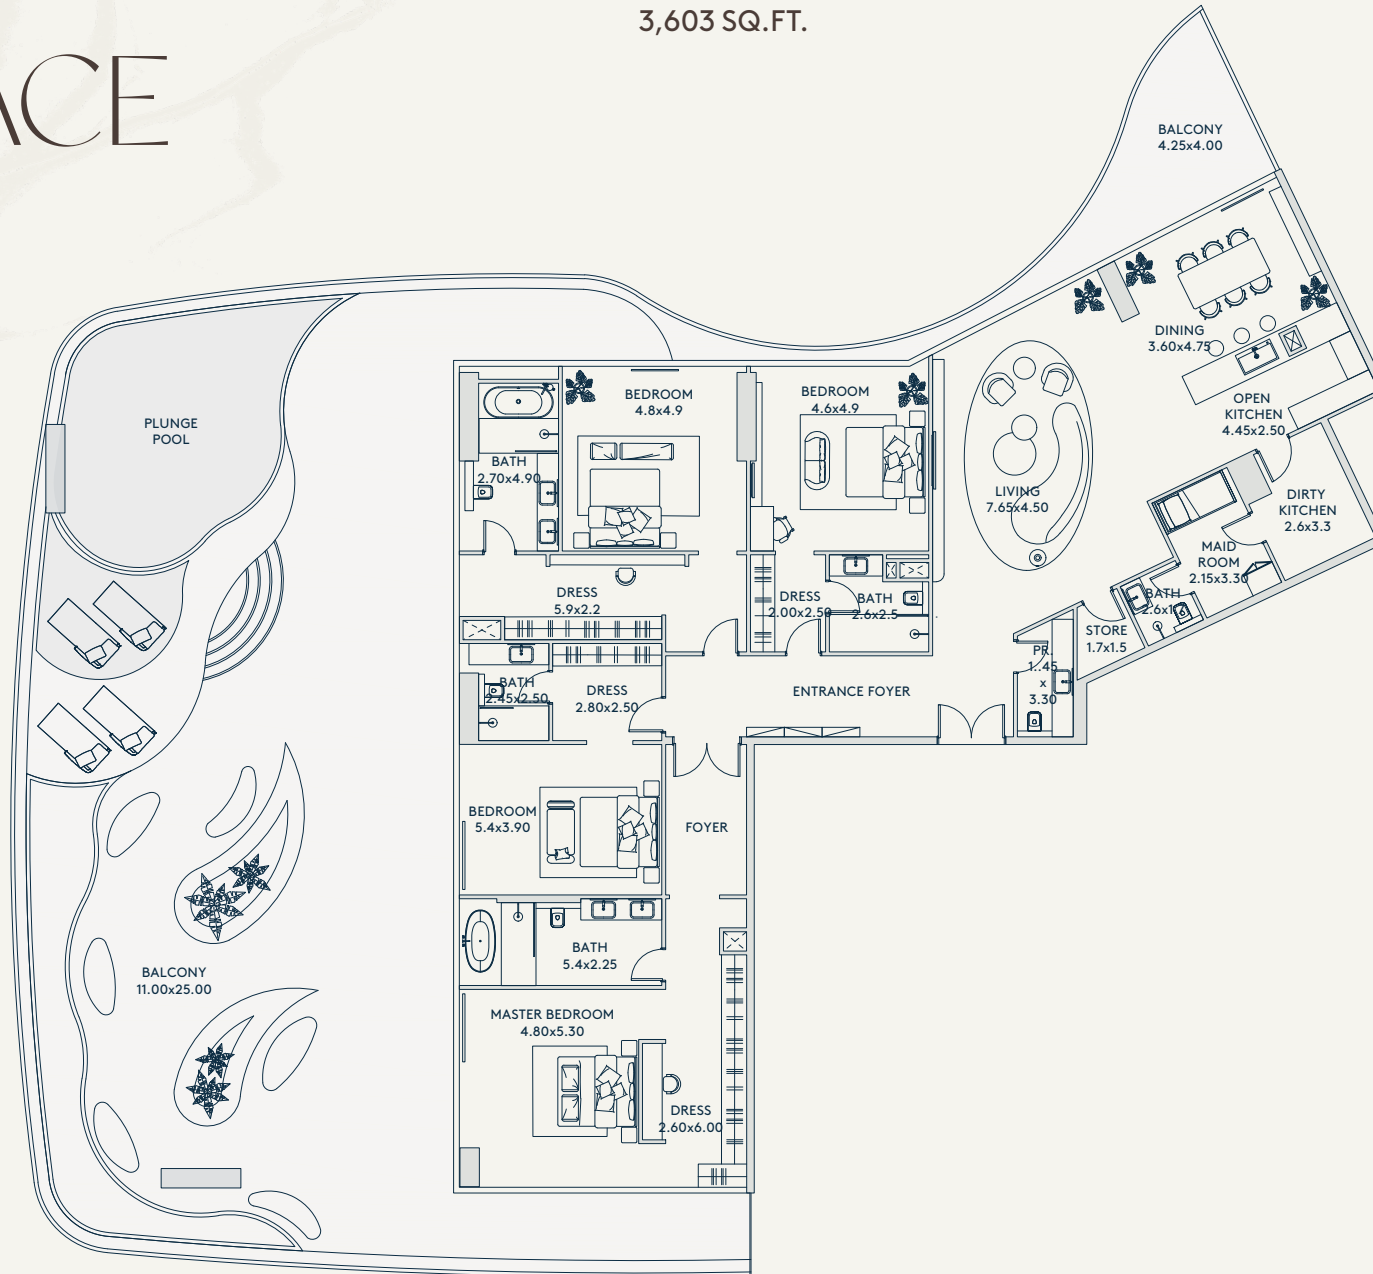 3,603 SQ.FT.
ACE
BALCONY
4.25x4.00
DINING
3.60x4.75
OPEN
KITCHEN
4.45x2.50
PLUNGE
POOL
BEDROOM
4.8x4.9
BEDROOM
4.6x4.9
BATH
2.70x4.90
LIVING
7.65x4.50
DIRTY
KITCHEN
2.6x3.3
MAID
ROOM
2.15x3.30
DRESS
5.9x2.2
DRESS
2.00x2.50
BATH
2.6x2.5
BATH
STORE
1.7x1.5
PR.
1..45
x
3.30
BATH
2.45x2.50
DRESS
2.80x2.50
ENTRANCE FOYER
BEDROOM
5.4x3.90
FOYER
BATH
5.4x2.25
BALCONY
11.00x25.00
MASTER BEDROOM
4.80x5.30
DRESS
2.60x6.00